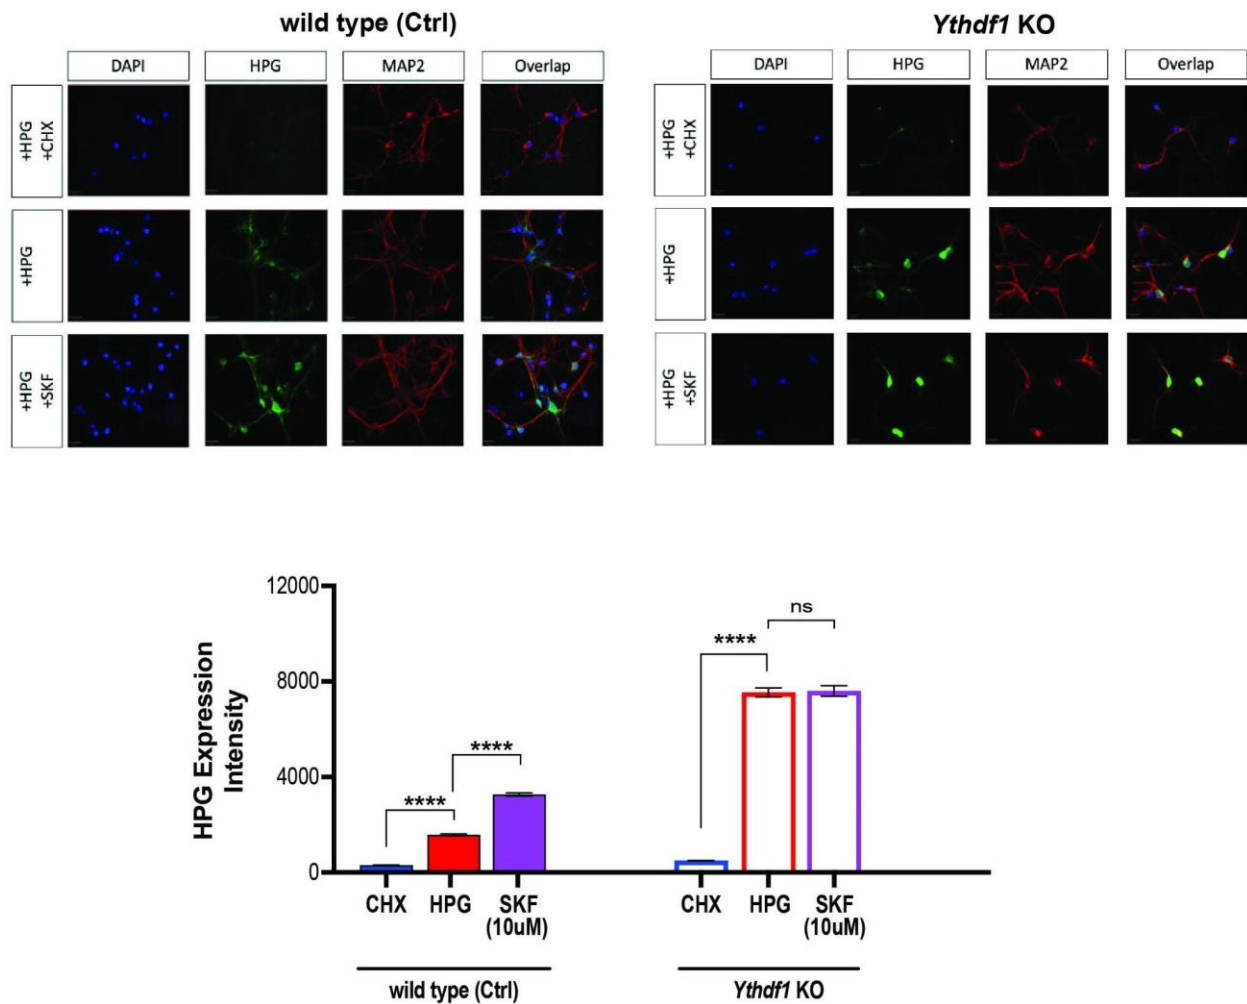 wild type (Ctrl)
Ythdf1 KO
DAPI HPG MAP2 Overlap
DAPI HPG MAP2 Overlap
+HPG
+CHX
+HPG
+CHX
+HPG
+HPG
+HPG
+SKF
+HPG
+SKF
HPG Expression
Intensity
12000
8000
4000
0
****
****
****
ns
CHX HPG SKF
(10uM)
CHX HPG SKF
(10uM)
wild type (Ctrl)
Ythdf1 KO